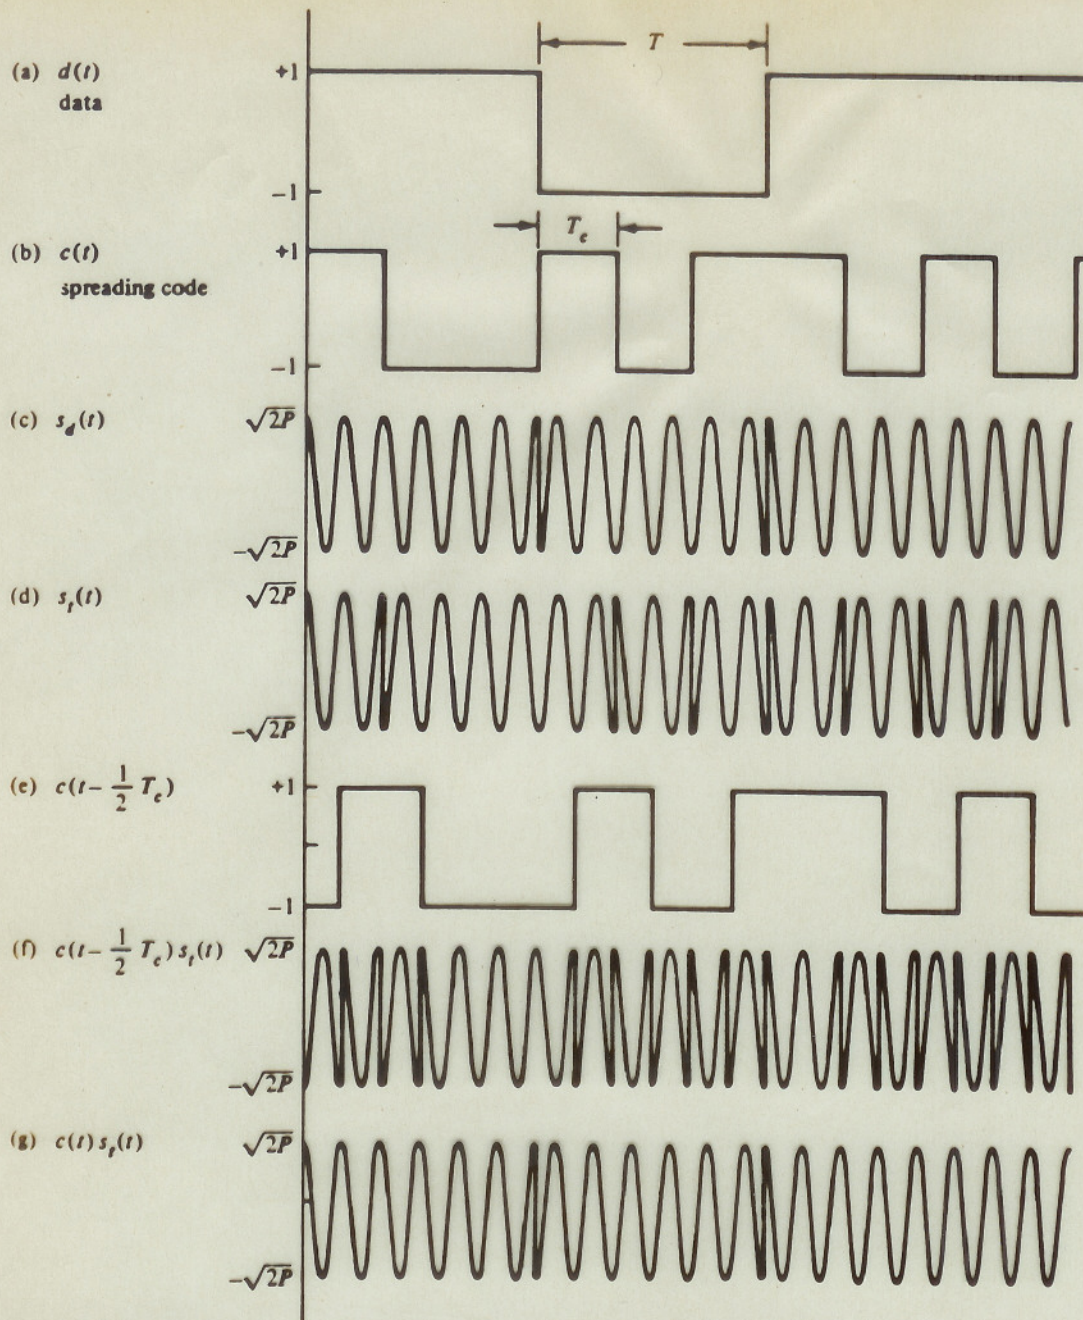 T
(a) d(t) +1
data
−1
T_c
(b) c(t) +1
spreading code
−1
(c) s_d(t) √2P
−√2P
(d) s_t(t) √2P
−√2P
(e) c(t − 1/2 T_c) +1
−1
(f) c(t − 1/2 T_c) s_t(t) √2P
−√2P
(g) c(t) s_t(t) √2P
−√2P